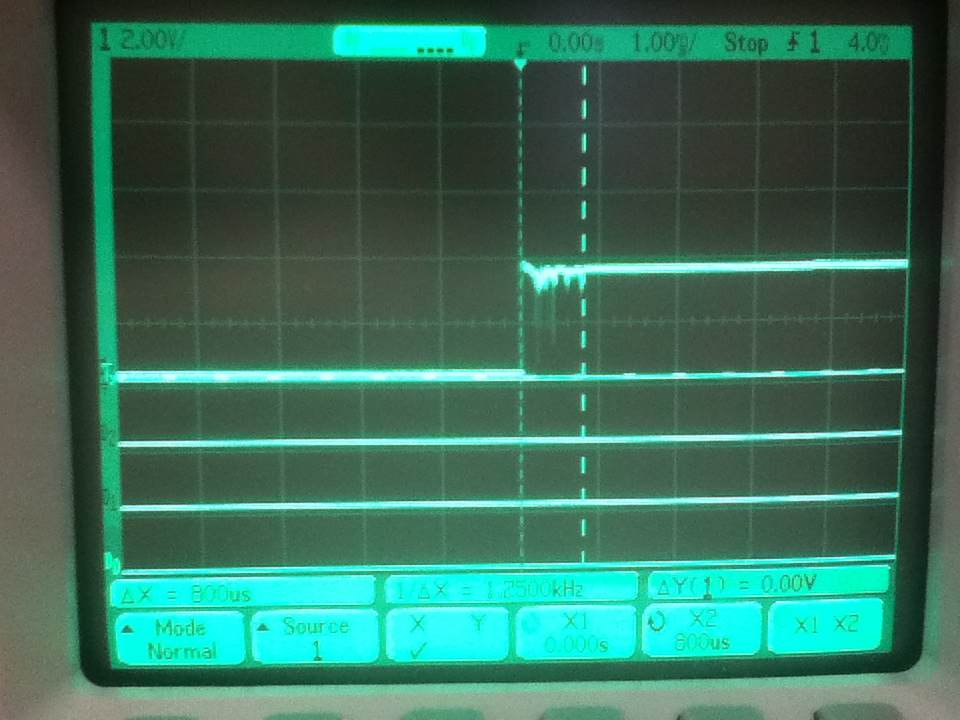 1 2.00V/ 0.00s 1.00 / Stop 1 4.0
ΔX = 800us 1/ΔX = 1.2500kHz ΔY(1) = 0.00V
Mode Source X Y X1 X2 X1 X2
Normal 1 ✓ 0.000s 800us